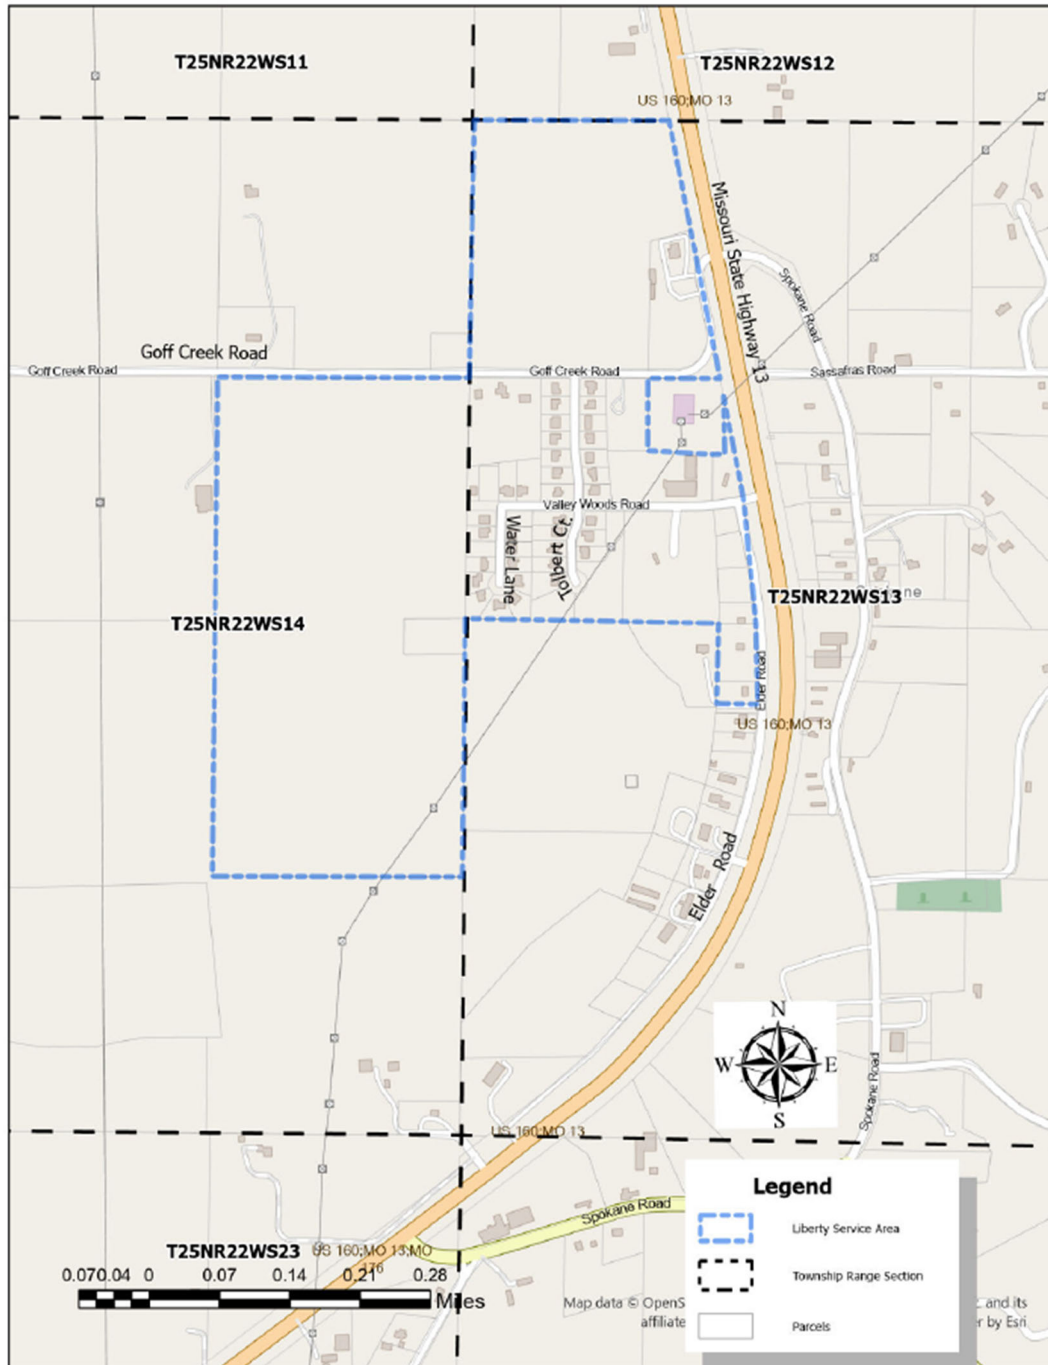 T25NR22WS11
T25NR22WS12
US 160;MO 13
Missouri State Highway 13
Spokane Road
Goff Creek Road
Goff Creek Road
Goff Creek Road
Sassafras Road
Valley Woods Road
Water Lane
Tolbert Ct.
T25NR22WS13
T25NR22WS14
Elder Road
US 160;MO 13
Elder Road
N
W
E
S
Spokane Road
US 160;MO 13
Legend
Spokane Road
Liberty Service Area
T25NR22WS23
US 160;MO 13;MO
176
Township Range Section
0.070.04 0 0.07 0.14 0.21 0.28
Miles
Map data © OpenS
and its
affiliate
r by Esri
Parcels